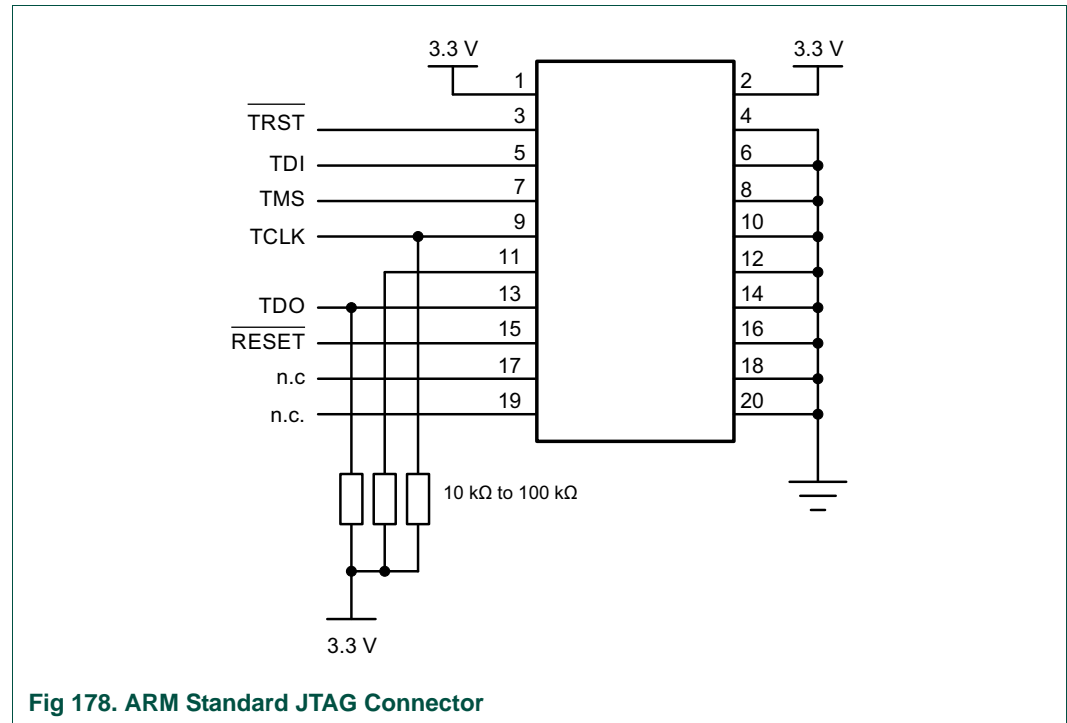 3.3 V 3.3 V
1 2
TRST 3 4
TDI 5 6
TMS 7 8
TCLK 9 10
11 12
TDO 13 14
RESET 15 16
n.c 17 18
n.c. 19 20
10 kΩ to 100 kΩ
3.3 V
Fig 178. ARM Standard JTAG Connector